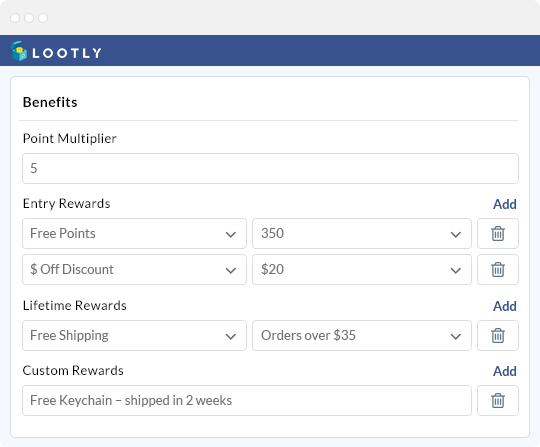 LOOTLY
Benefits
Point Multiplier
5
Entry Rewards Add
Free Points 350
$ Off Discount $20
Lifetime Rewards Add
Free Shipping Orders over $35
Custom Rewards Add
Free Keychain – shipped in 2 weeks